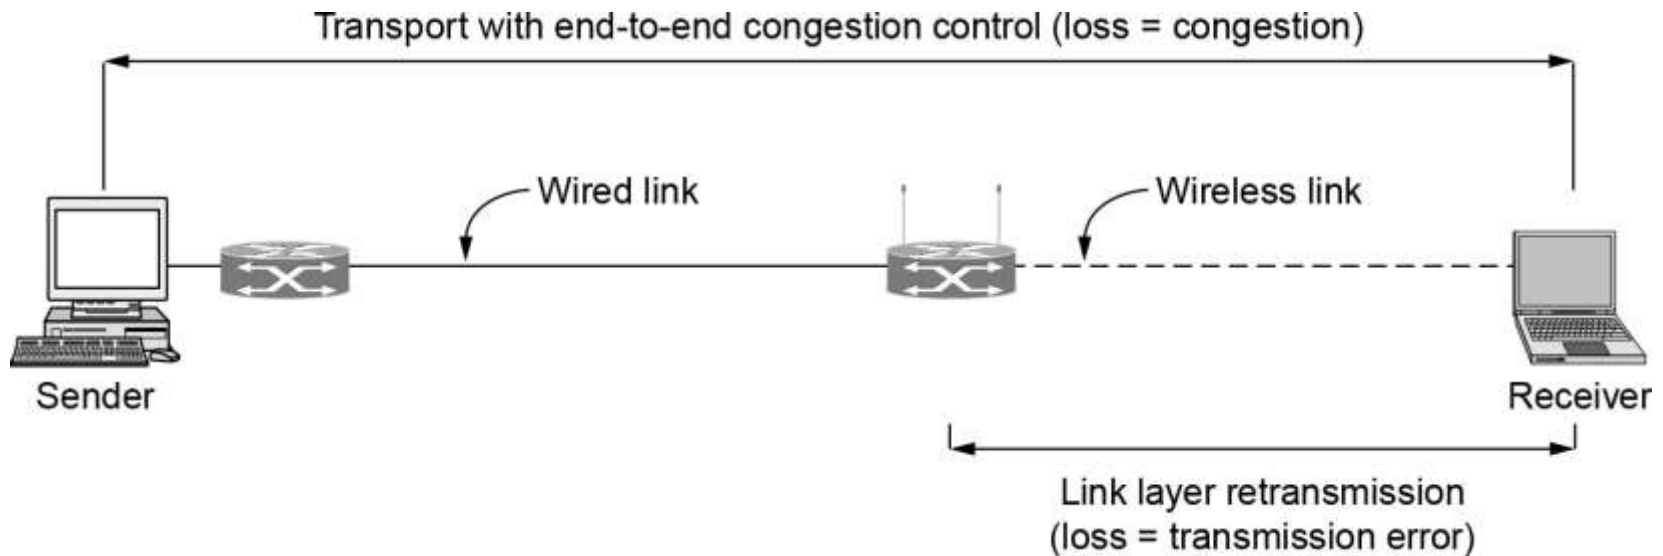 Transport with end-to-end congestion control (loss = congestion)
Wired link
Wireless link
Sender
Receiver
Link layer retransmission
(loss = transmission error)